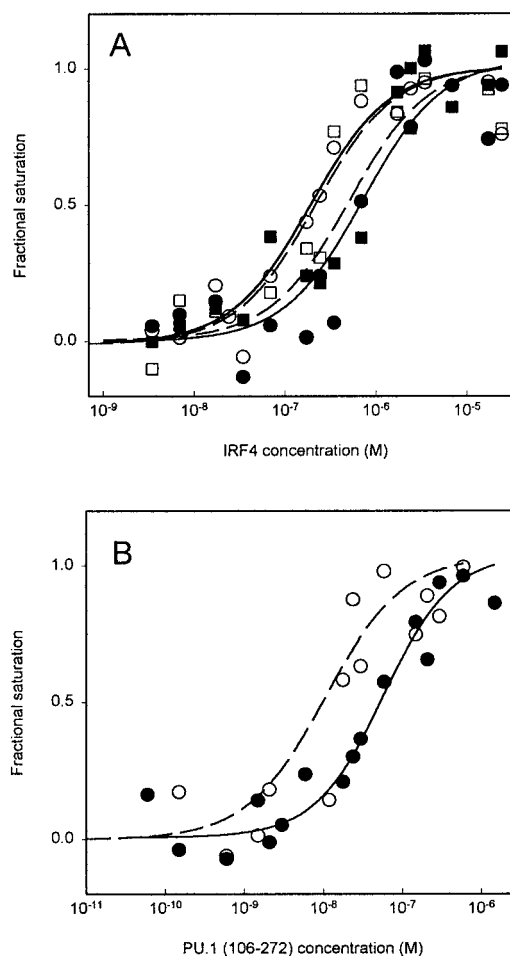 A
Fractional saturation
1.0
0.5
0.0
10-9 10-8 10-7 10-6 10-5
IRF4 concentration (M)
B
Fractional saturation
1.0
0.5
0.0
10-11 10-10 10-9 10-8 10-7 10-6
PU.1 (106-272) concentration (M)